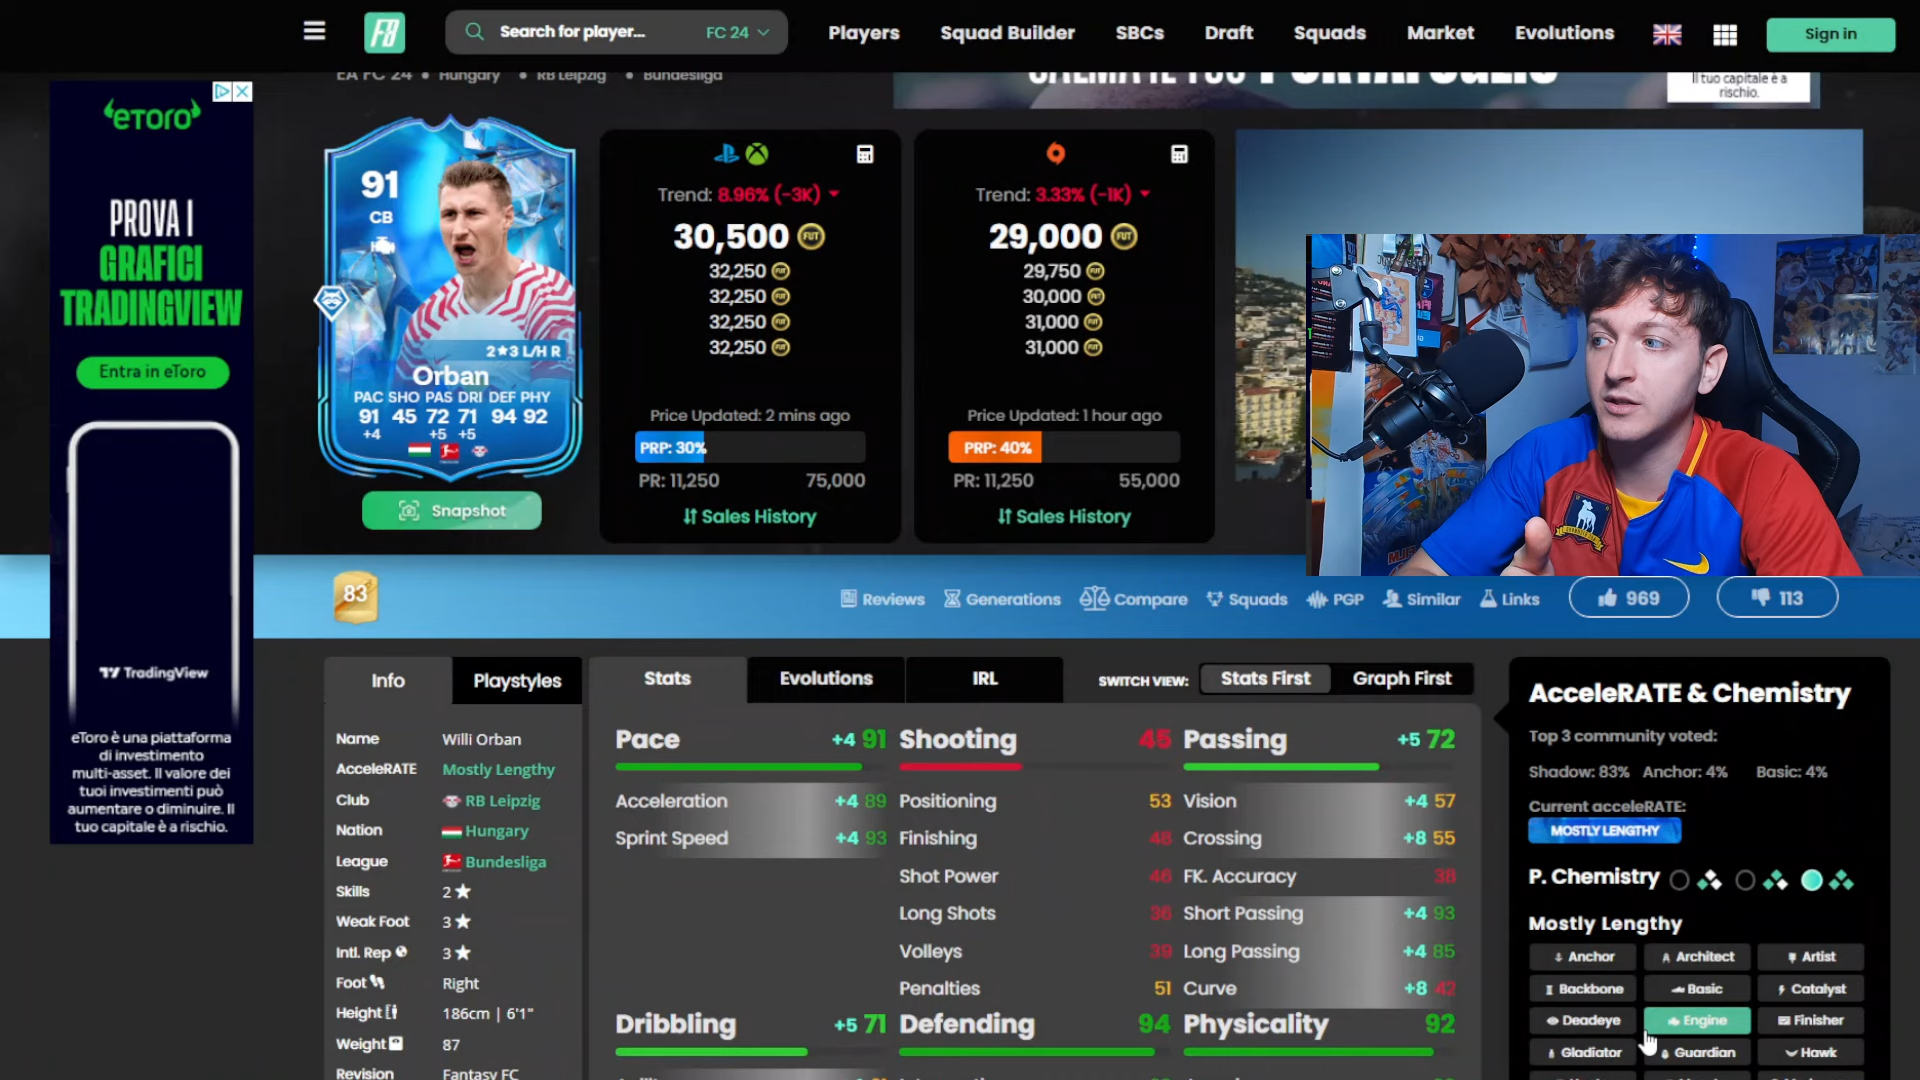 Search for player...
FC 24
Players
Squad Builder
SBCs
Draft
Squads
Market
Evolutions
Sign in
EA FC 24 • Hungary • RB Leipzig • Bundesliga
Il tuo capitale è a
rischio.
eToro
PROVA I
GRAFICI
TRADINGVIEW
Entra in eToro
TradingView
eToro è una piattaforma
di investimento
multi-asset. Il valore dei
tuoi investimenti può
aumentare o diminuire. Il
tuo capitale è a rischio.
91
CB
2★3 L/H R
Orban
PAC SHO PAS DRI DEF PHY
91 45 72 71 94 92
+4 +5 +5
Snapshot
Trend: 8.96% (-3K)
30,500
32,250
32,250
32,250
32,250
Price Updated: 2 mins ago
PRP: 30%
PR: 11,250 75,000
Sales History
Trend: 3.33% (-1K)
29,000
29,750
30,000
31,000
31,000
Price Updated: 1 hour ago
PRP: 40%
PR: 11,250 55,000
Sales History
83
Reviews
Generations
Compare
Squads
PGP
Similar
Links
969
113
Info
Playstyles
Name Willi Orban
AcceleRATE Mostly Lengthy
Club RB Leipzig
Nation Hungary
League Bundesliga
Skills 2 ★
Weak Foot 3 ★
Intl. Rep 3 ★
Foot Right
Height 186cm | 6'1"
Weight 87
Revision Fantasy FC
Stats
Evolutions
IRL
SWITCH VIEW:
Stats First
Graph First
Pace +4 91
Acceleration +4 89
Sprint Speed +4 93
Shooting 45
Positioning 53
Finishing 45
Shot Power 46
Long Shots 36
Volleys 39
Penalties 51
Passing +5 72
Vision +4 57
Crossing +8 55
FK. Accuracy 38
Short Passing +4 93
Long Passing +4 85
Curve +8 42
Dribbling +5 71
Defending 94
Physicality 92
AcceleRATE & Chemistry
Top 3 community voted:
Shadow: 83% Anchor: 4% Basic: 4%
Current acceleRATE:
MOSTLY LENGTHY
P. Chemistry
Mostly Lengthy
Anchor
Architect
Artist
Backbone
Basic
Catalyst
Deadeye
Engine
Finisher
Gladiator
Guardian
Hawk